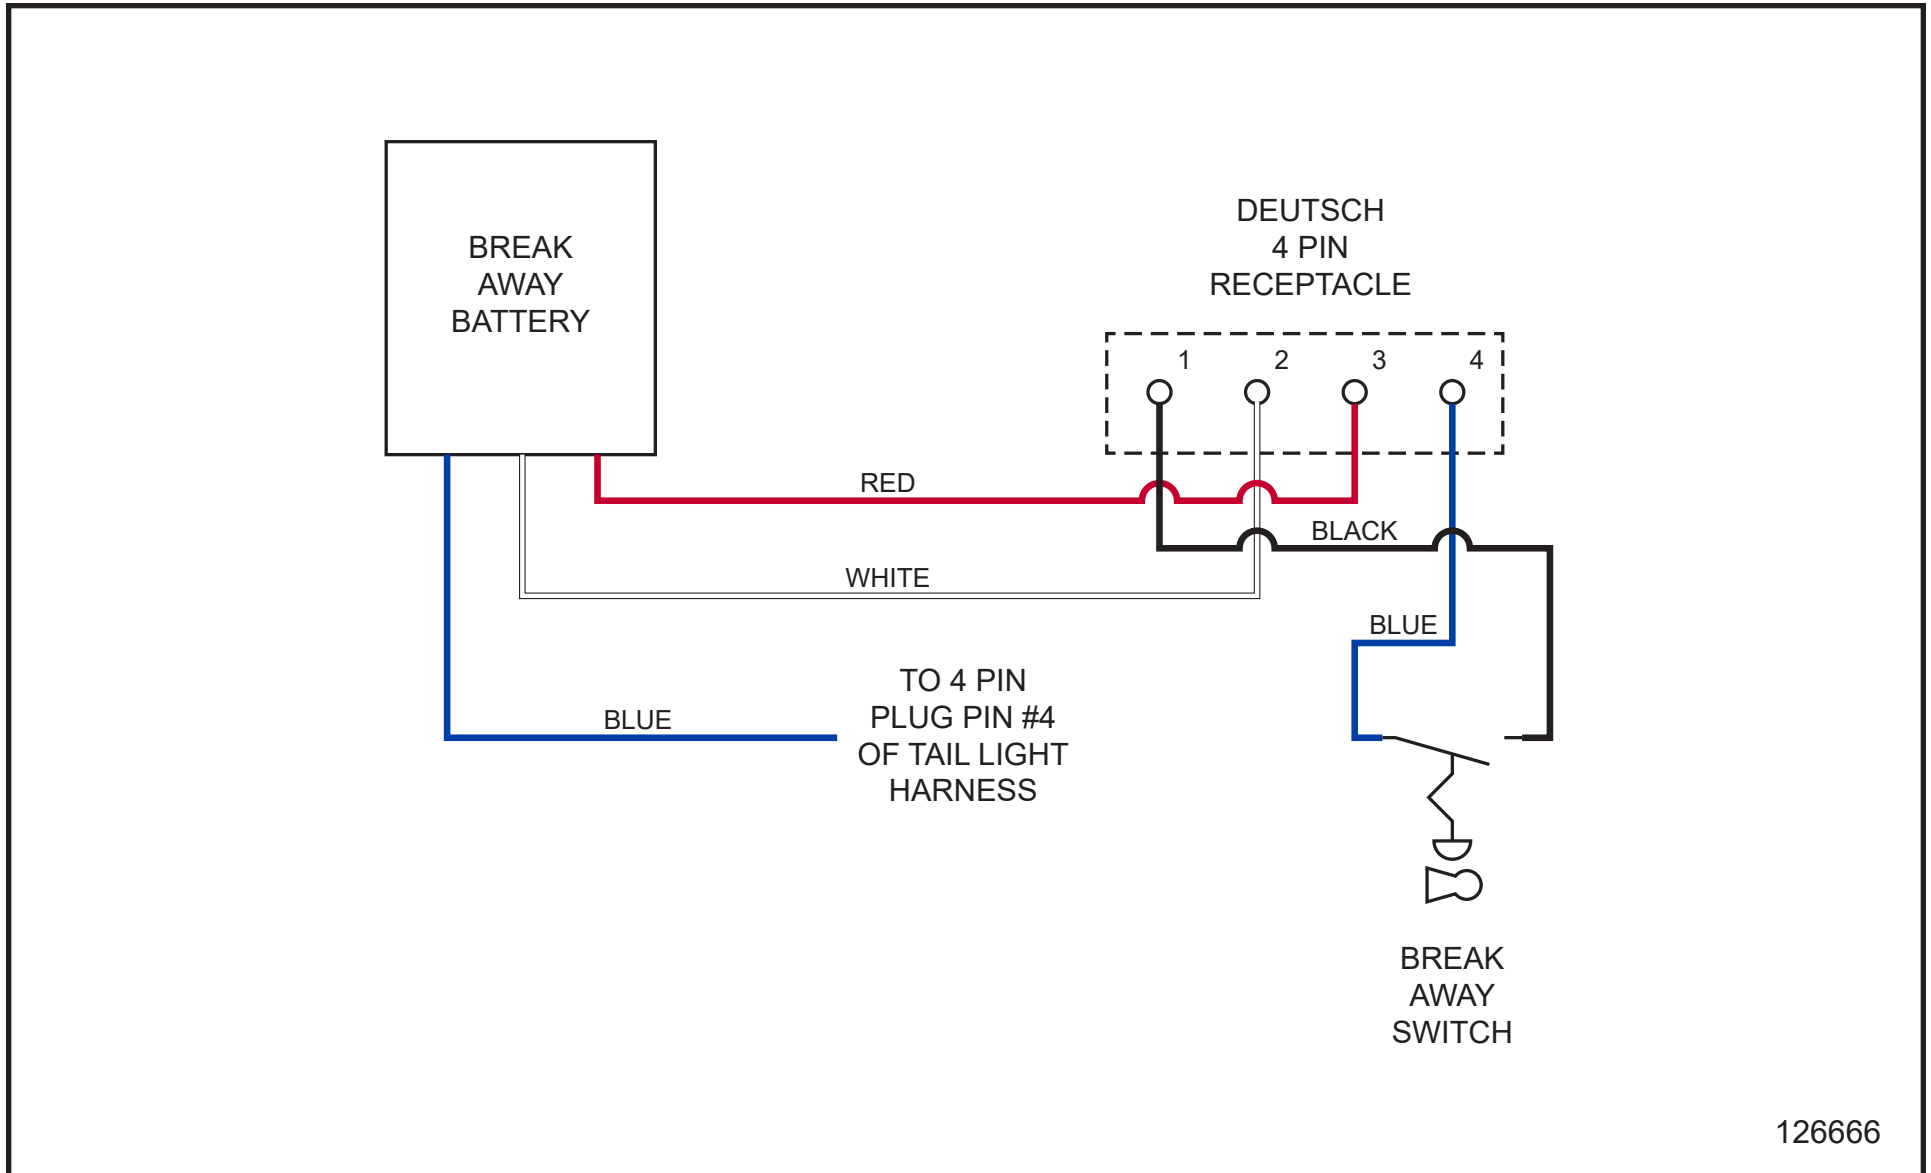 BREAK
AWAY
BATTERY
DEUTSCH
4 PIN
RECEPTACLE
1 2 3 4
RED
BLACK
WHITE
BLUE
TO 4 PIN
PLUG PIN #4
OF TAIL LIGHT
HARNESS
BLUE
BREAK
AWAY
SWITCH
126666